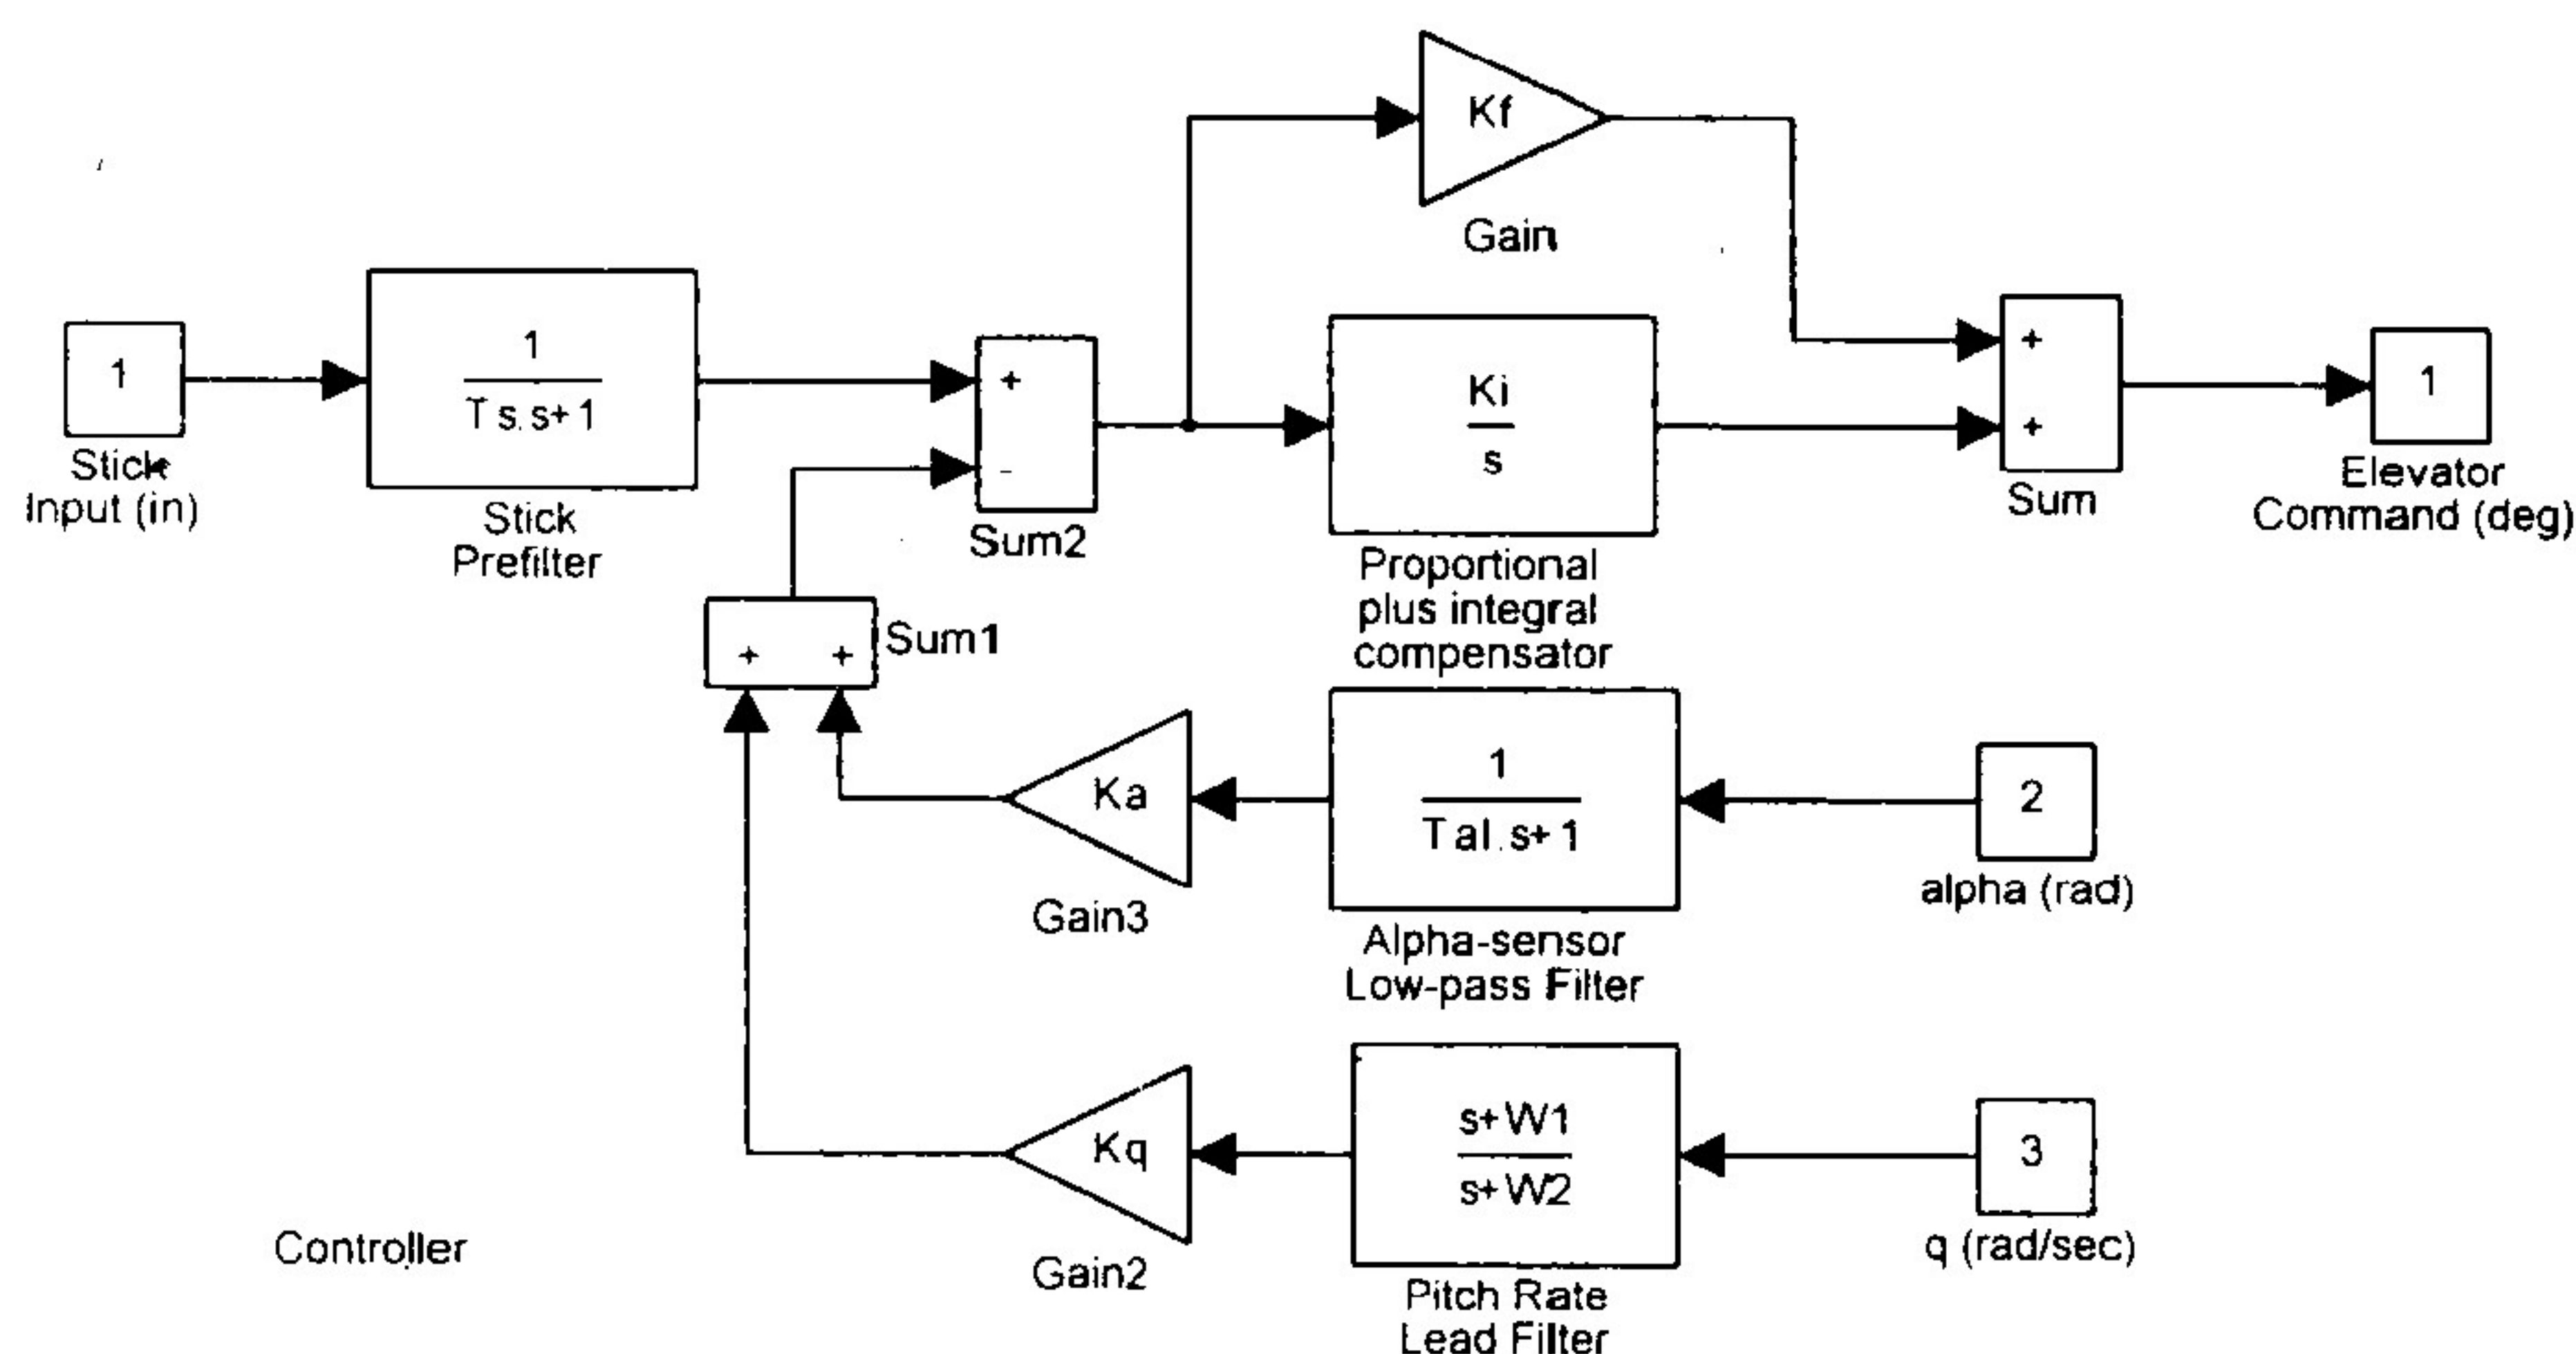 Kf
Gain
1
Stick
Input (in)
1
Ts.s+1
Stick
Prefilter
+
-
Sum2
Ki
s
Proportional
plus integral
compensator
+
+
Sum
1
Elevator
Command (deg)
+ +
Sum1
Ka
Gain3
1
Tal.s+1
Alpha-sensor
Low-pass Filter
2
alpha (rad)
Kq
Gain2
s+W1
s+W2
Pitch Rate
Lead Filter
3
q (rad/sec)
Controller